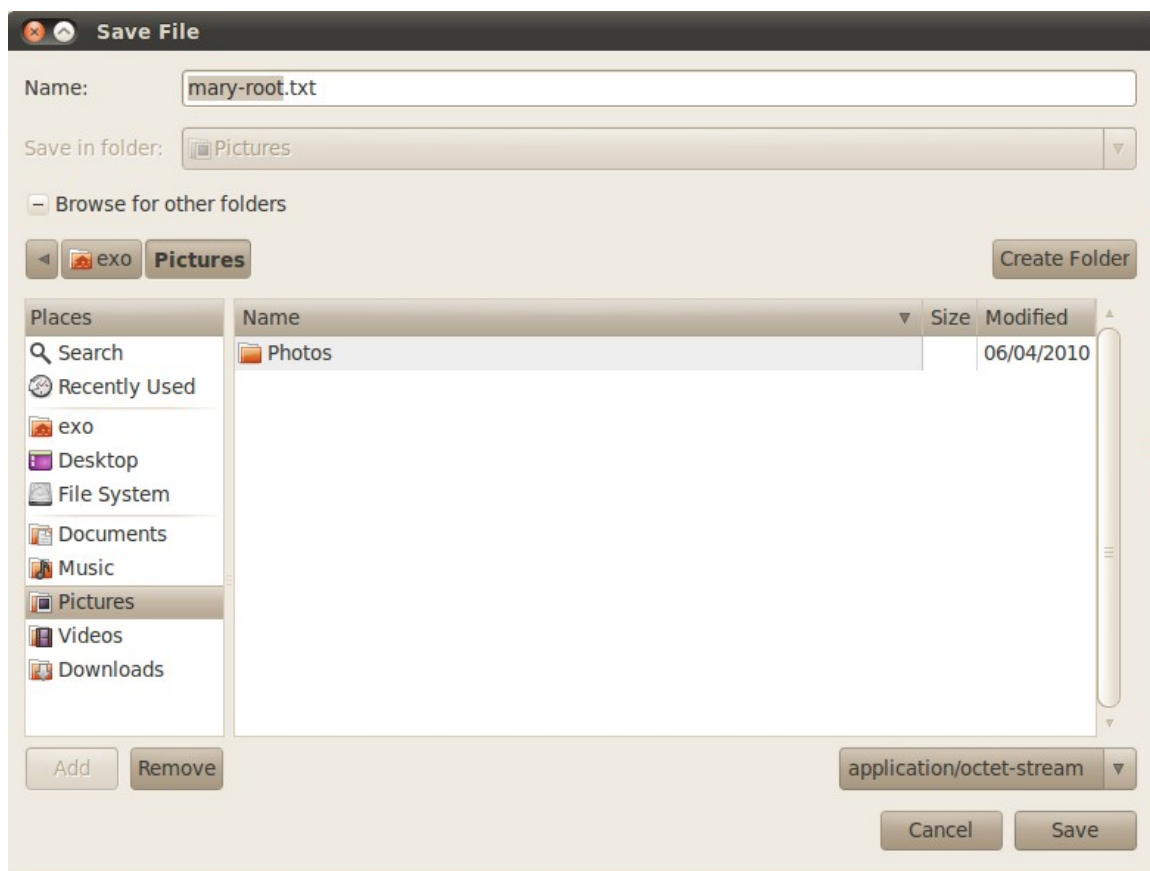 Save File
Name: mary-root.txt
Save in folder: Pictures
Browse for other folders
exo Pictures Create Folder
Places Name Size Modified
Search Photos 06/04/2010
Recently Used
exo
Desktop
File System
Documents
Music
Pictures
Videos
Downloads
Add Remove application/octet-stream
Cancel Save